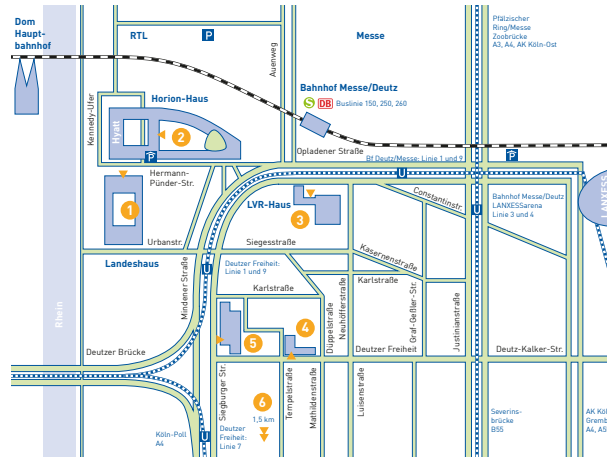 Dom
Haupt-
bahnhof
RTL
P
Messe
Pfälzischer
Ring/Messe
Zoobrücke
A3, A4, AK Köln-Ost
Auenweg
Kennedy-Ufer
Horion-Haus
Bahnhof Messe/Deutz
S DB Buslinie 150, 250, 260
Hyatt
2
P
Opladener Straße
Bf Deutz/Messe: Linie 1 und 9
P
Hermann-
Pünder-Str.
U
Constantinstr.
LANXESS
1
LVR-Haus
3
U
Bahnhof Messe/Deutz
LANXESSarena
Linie 3 und 4
Urbanstr.
Siegesstraße
Kasernenstraße
Landeshaus
Mindener Straße
U
Deutzer Freiheit:
Linie 1 und 9
Karlstraße
Karlstraße
Rhein
Düppelstraße
Neuhöfferstraße
Graf-Geßler-Str.
Justinianstraße
4
5
Deutzer Brücke
Deutzer Freiheit
Deutz-Kalker-Str.
Siegburger Str.
Tempelstraße
Mathildenstraße
Luisenstraße
6
1,5 km
Köln-Poll
A4
U
Deutzer
Freiheit:
Linie 7
Severins-
brücke
B55
AK Köl
Gremb
A4, A5